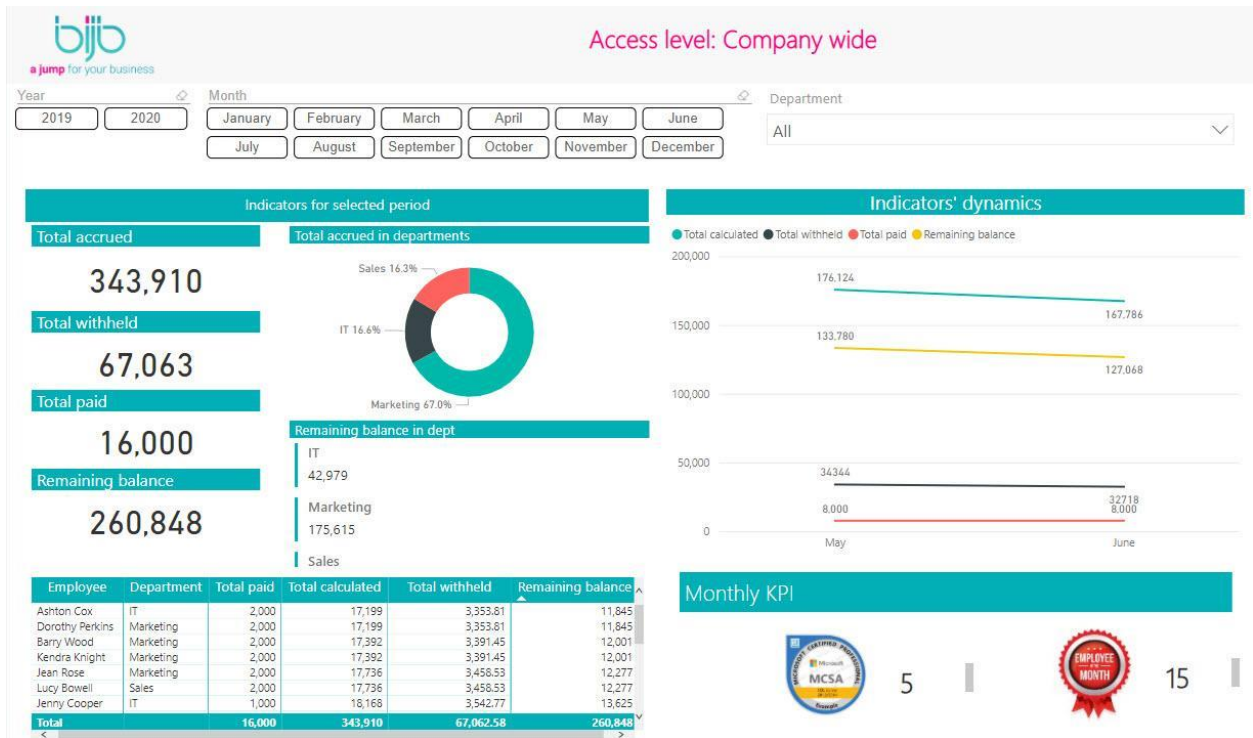 bijb
a jump for your business
Access level: Company wide
Year
2019 2020
Month
January February March April May June
July August September October November December
Department
All
Indicators for selected period
Total accrued
343,910
Total withheld
67,063
Total paid
16,000
Remaining balance
260,848
Total accrued in departments
Sales 16.3%
IT 16.6%
Marketing 67.0%
Remaining balance in dept
IT
42,979
Marketing
175,615
Sales
Employee Department Total paid Total calculated Total withheld Remaining balance
Ashton Cox IT 2,000 17,199 3,353.81 11,845
Dorothy Perkins Marketing 2,000 17,199 3,353.81 11,845
Barry Wood Marketing 2,000 17,392 3,391.45 12,001
Kendra Knight Marketing 2,000 17,392 3,391.45 12,001
Jean Rose Marketing 2,000 17,736 3,458.53 12,277
Lucy Bowell Sales 2,000 17,736 3,458.53 12,277
Jenny Cooper IT 1,000 18,168 3,542.77 13,625
Total 16,000 343,910 67,062.58 260,848
Indicators' dynamics
Total calculated Total withheld Total paid Remaining balance
200,000
176,124
167,786
150,000
133,780
127,068
100,000
50,000
34344
32718
8,000
8,000
0
May June
Monthly KPI
MICROSOFT CERTIFIED PROFESSIONAL
Microsoft
MCSA
5
EMPLOYEE
MONTH
15